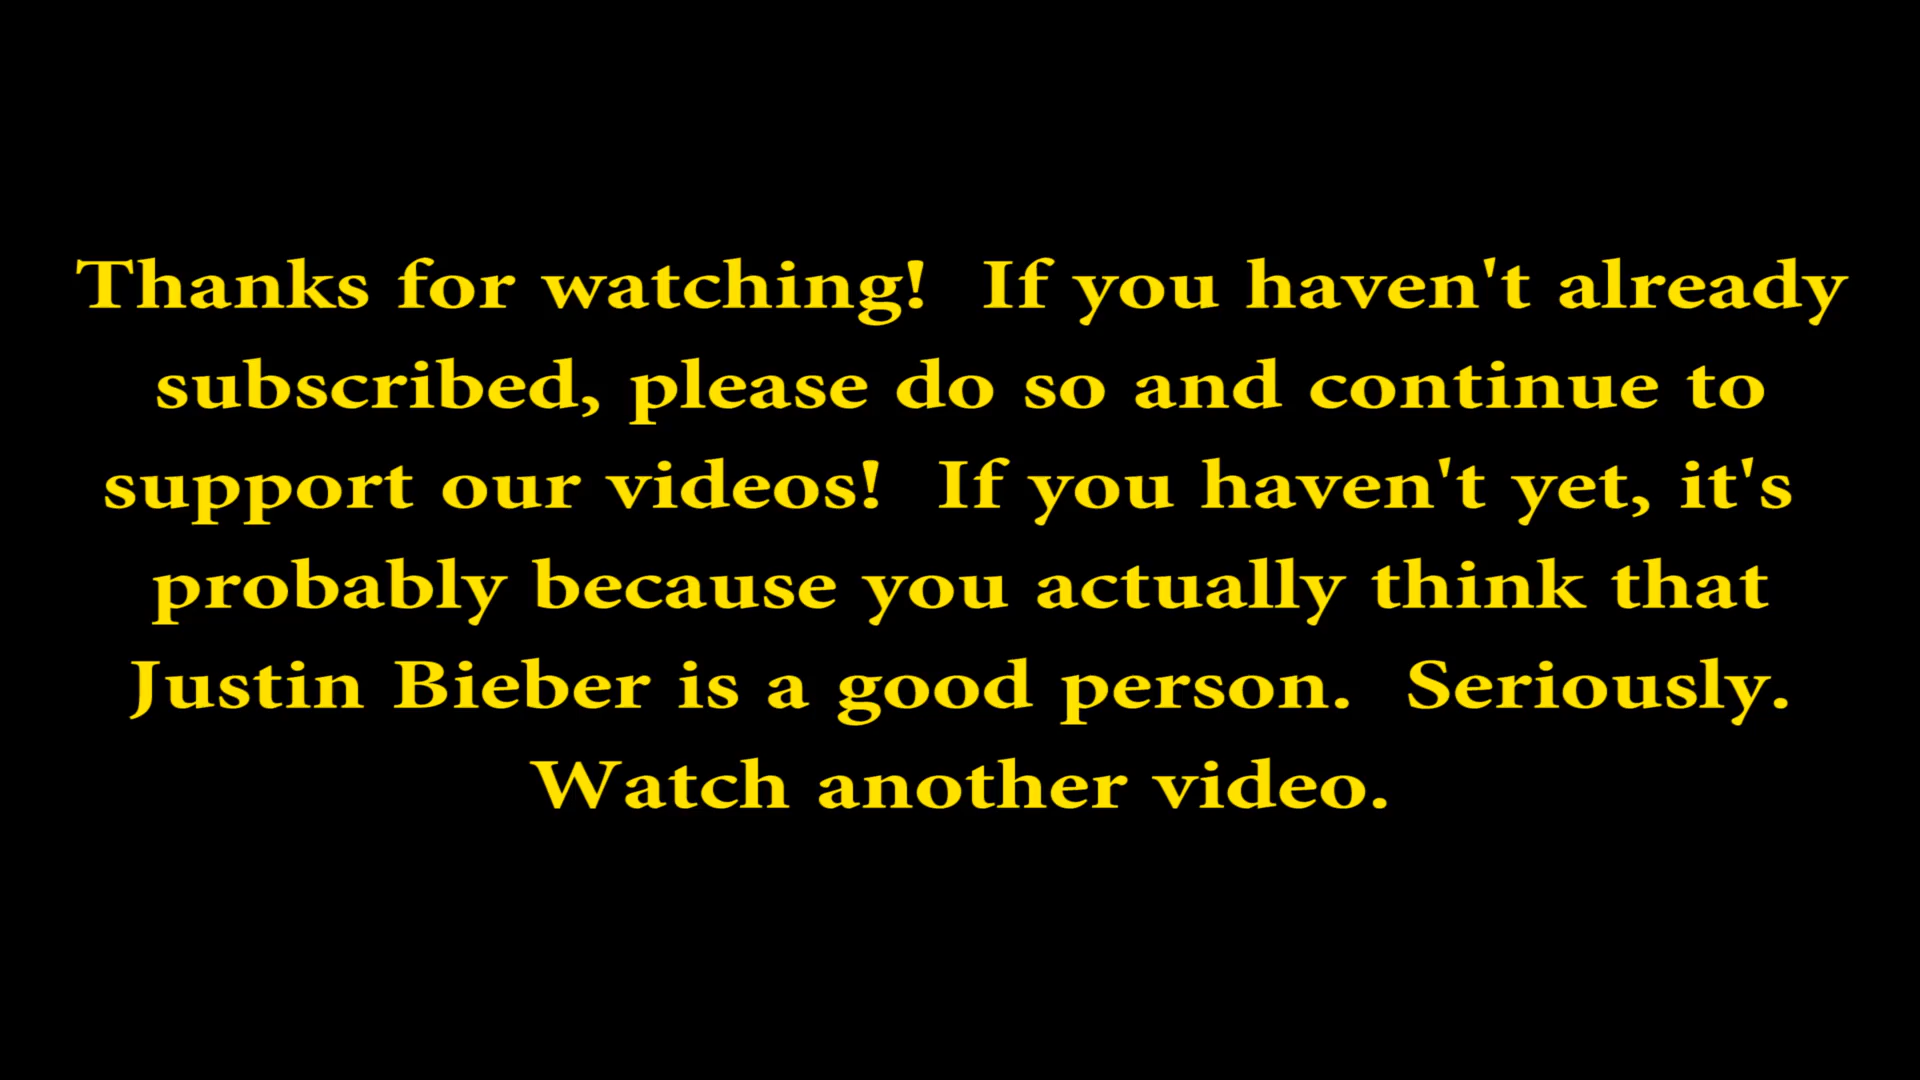 Thanks for watching!  If you haven't already
subscribed, please do so and continue to
support our videos!  If you haven't yet, it's
probably because you actually think that
Justin Bieber is a good person.  Seriously.
Watch another video.